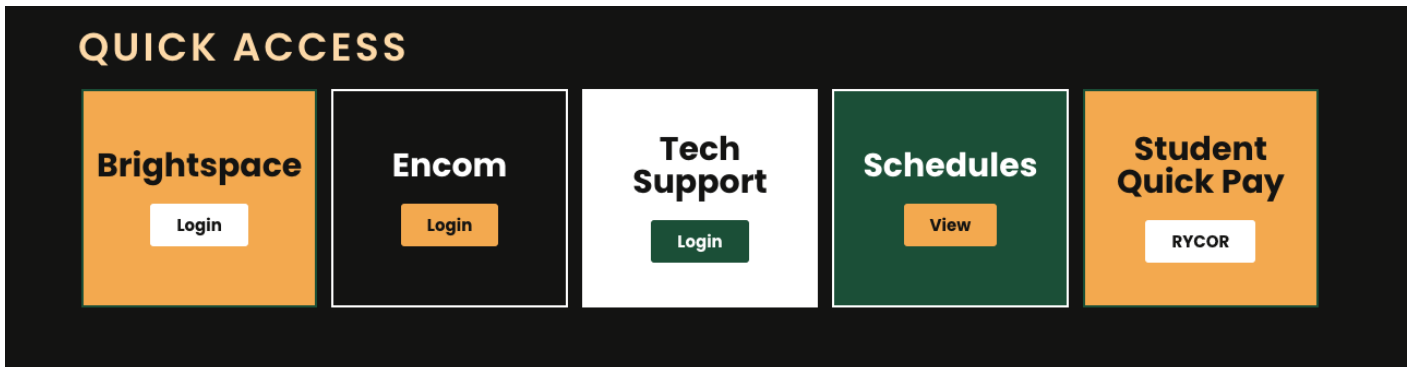 QUICK ACCESS
Brightspace
Login
Encom
Login
Tech
Support
Login
Schedules
View
Student
Quick Pay
RYCOR